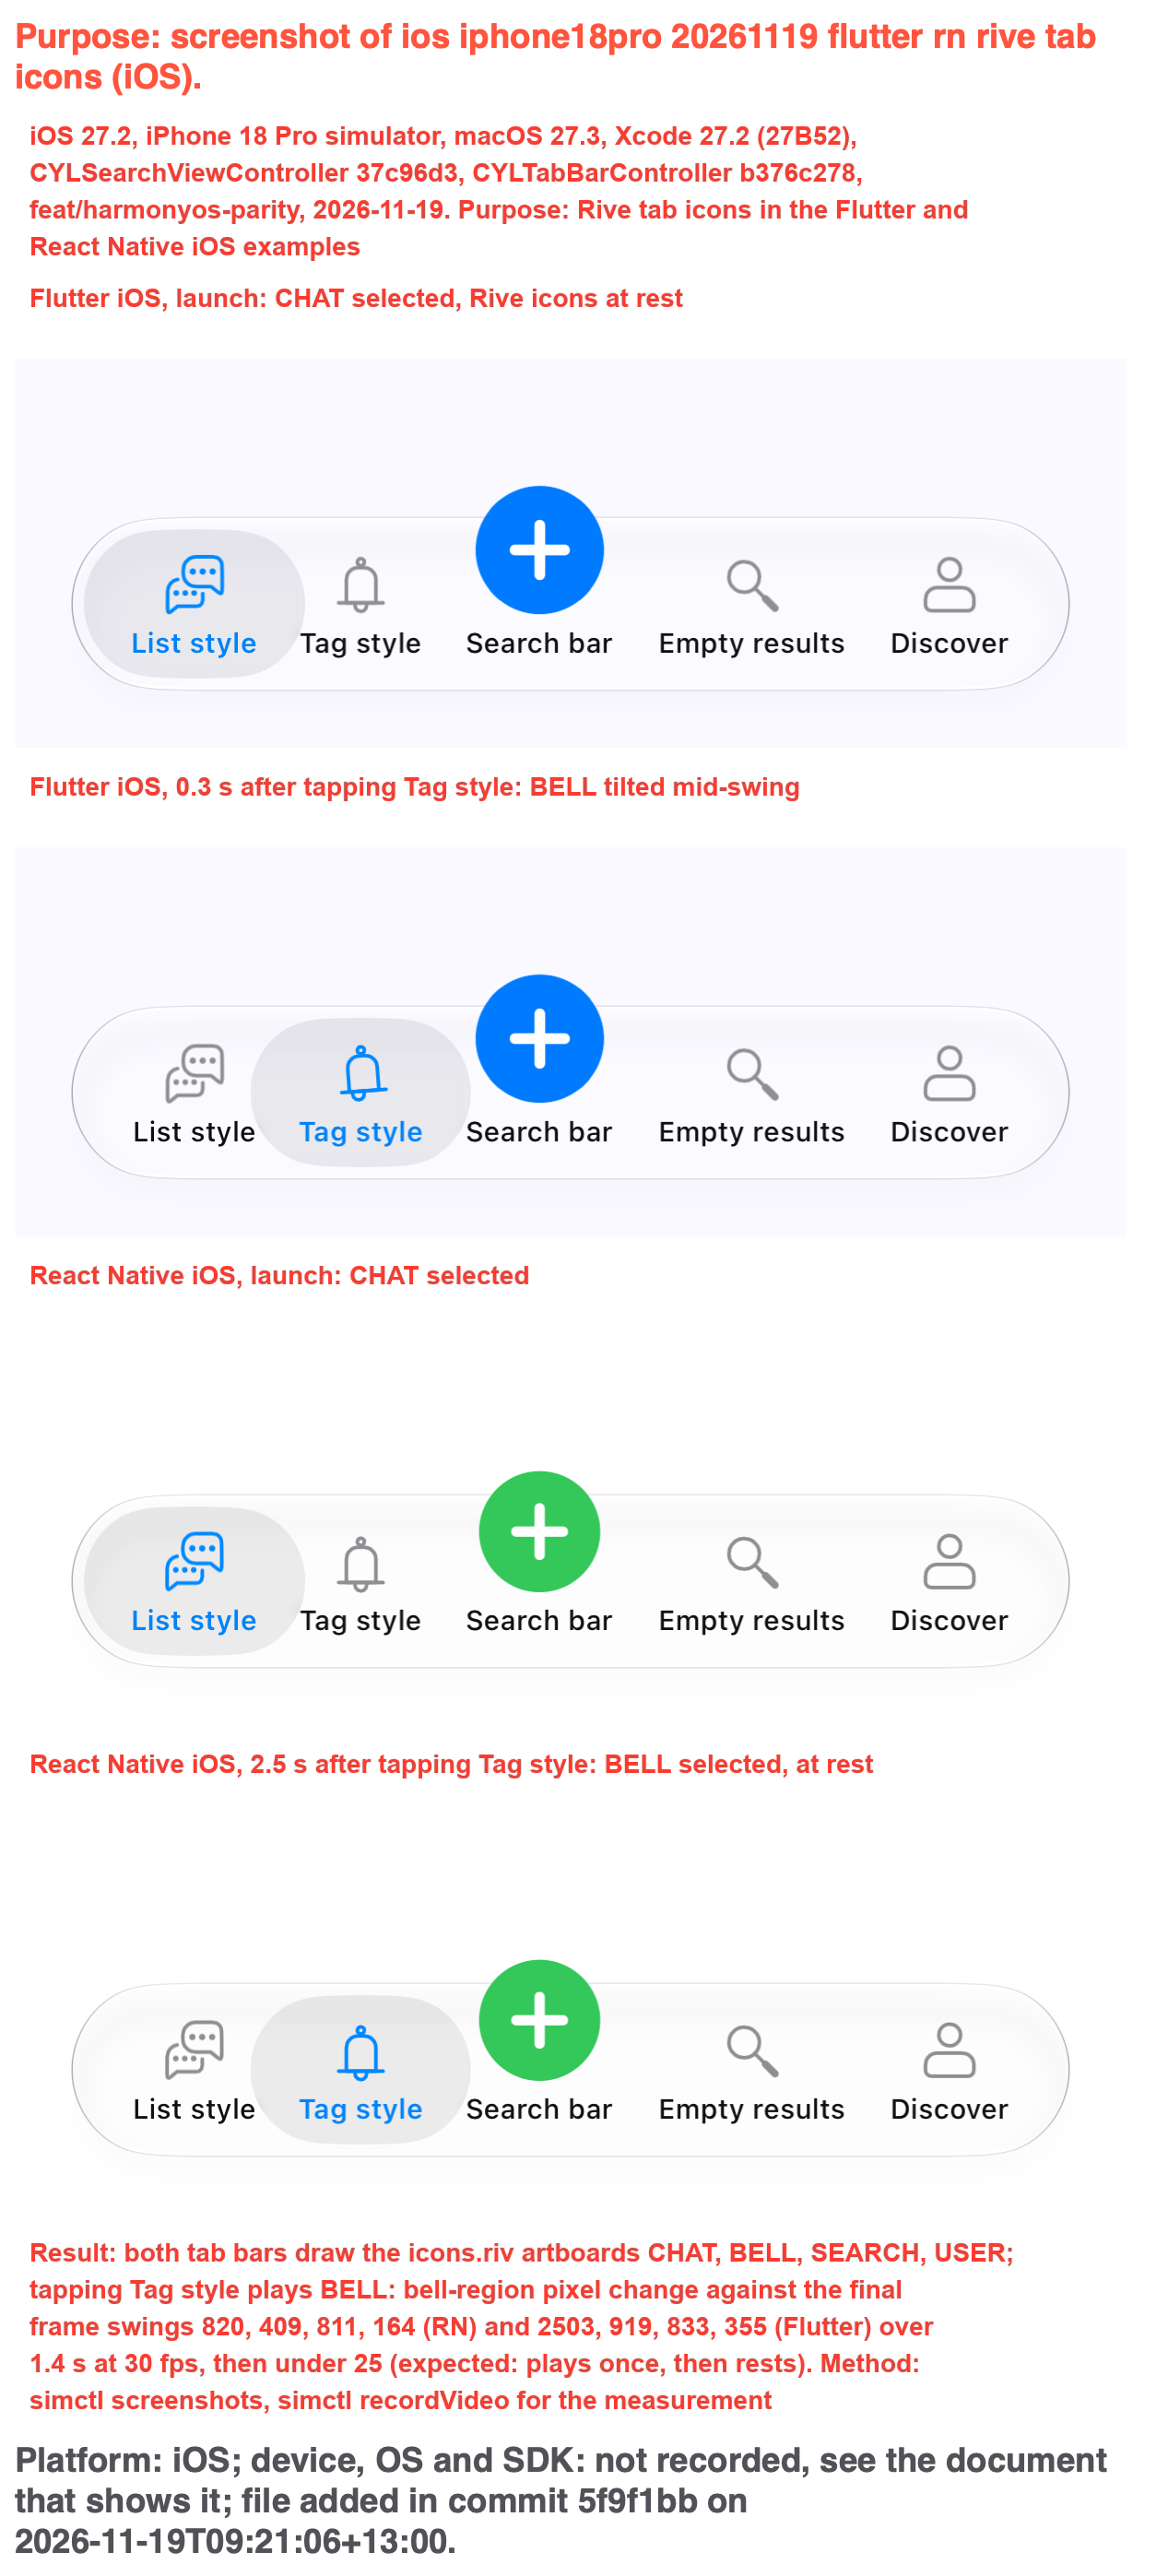 Purpose: screenshot of ios iphone18pro 20261119 flutter rn rive tab
icons (iOS).
iOS 27.2, iPhone 18 Pro simulator, macOS 27.3, Xcode 27.2 (27B52),
CYLSearchViewController 37c96d3, CYLTabBarController b376c278,
feat/harmonyos-parity, 2026-11-19. Purpose: Rive tab icons in the Flutter and
React Native iOS examples
Flutter iOS, launch: CHAT selected, Rive icons at rest
List style Tag style Search bar Empty results Discover
Flutter iOS, 0.3 s after tapping Tag style: BELL tilted mid-swing
List style Tag style Search bar Empty results Discover
React Native iOS, launch: CHAT selected
List style Tag style Search bar Empty results Discover
React Native iOS, 2.5 s after tapping Tag style: BELL selected, at rest
List style Tag style Search bar Empty results Discover
Result: both tab bars draw the icons.riv artboards CHAT, BELL, SEARCH, USER;
tapping Tag style plays BELL: bell-region pixel change against the final
frame swings 820, 409, 811, 164 (RN) and 2503, 919, 833, 355 (Flutter) over
1.4 s at 30 fps, then under 25 (expected: plays once, then rests). Method:
simctl screenshots, simctl recordVideo for the measurement
Platform: iOS; device, OS and SDK: not recorded, see the document
that shows it; file added in commit 5f9f1bb on
2026-11-19T09:21:06+13:00.